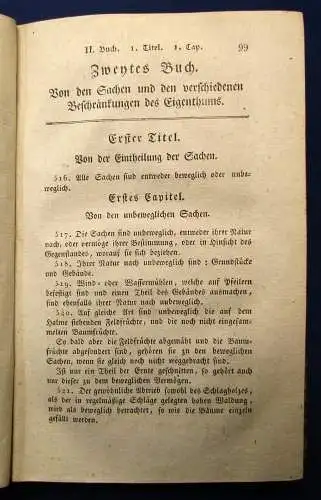 II. Buch. 1. Titel. 1. Cap. 99
Zweytes Buch.
Von den Sachen und den verschiedenen
Beschränkungen des Eigenthums.
Erster Titel.
Von der Eintheilung der Sachen.
516. Alle Sachen sind entweder beweglich oder unbe-
weglich.
Erstes Capitel.
Von den unbeweglichen Sachen.
517. Die Sachen sind unbeweglich, entweder ihrer Natur
nach, oder vermöge ihrer Bestimmung, oder in Hinsicht des
Gegenstandes, worauf sie sich beziehen.
518. Ihrer Natur nach unbeweglich sind: Grundstücke
und Gebäude.
519. Wind- oder Wassermühlen, welche auf Pfeilern
befestigt sind und einen Theil des Gebäudes ausmachen,
sind ebenfalls ihrer Natur nach unbeweglich.
520. Auf gleiche Art sind unbeweglich die auf dem
Halme stehenden Feldfrüchte, und die noch nicht eingesam-
melten Baumfrüchte.
So bald aber die Feldfrüchte abgemäht und die Baum-
früchte abgesondert sind, gehören sie zu den beweglichen
Sachen, wenn sie gleich noch nicht weggebracht sind.
Ist nur ein Theil der Ernte geschnitten, so gehört auch
nur dieser zu dem beweglichen Vermögen.
521. Der gewöhnliche Abtrieb sowohl des Schlagholzes,
als der in regelmäßige Schläge gelegten hohen Waldung,
wird als beweglich betrachtet, so wie die Bäume einzeln
gefällt werden.